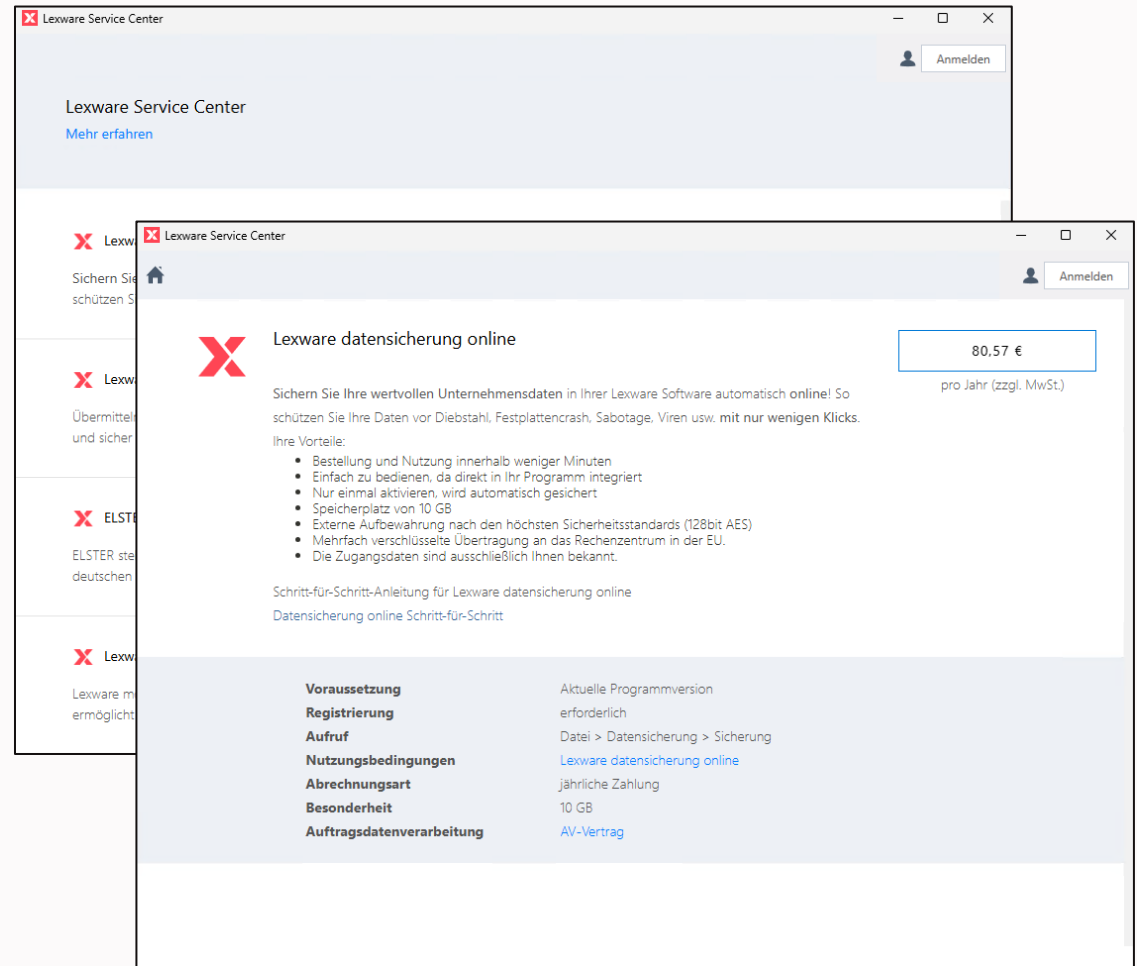 Lexware Service Center
Anmelden
Lexware Service Center
Mehr erfahren
Sichern Sie
schützen
Übermitteln
und sicher
ELSTE
ELSTER
deutschen
Lexware
ermöglicht
Lexware Service Center
Anmelden
Lexware datensicherung online
80,57 €
pro Jahr (zzgl. MwSt.)
Sichern Sie Ihre wertvollen Unternehmensdaten in Ihrer Lexware Software automatisch online! So
schützen Sie Ihre Daten vor Diebstahl, Festplattencrash, Sabotage, Viren usw. mit nur wenigen Klicks.
Ihre Vorteile:
• Bestellung und Nutzung innerhalb weniger Minuten
• Einfach zu bedienen, da direkt in Ihr Programm integriert
• Nur einmal aktivieren, wird automatisch gesichert
• Speicherplatz von 10 GB
• Externe Aufbewahrung nach den höchsten Sicherheitsstandards (128bit AES)
• Mehrfach verschlüsselte Übertragung an das Rechenzentrum in der EU.
• Die Zugangsdaten sind ausschließlich Ihnen bekannt.
Schritt-für-Schritt-Anleitung für Lexware datensicherung online
Datensicherung online Schritt-für-Schritt
Voraussetzung Aktuelle Programmversion
Registrierung erforderlich
Aufruf Datei > Datensicherung > Sicherung
Nutzungsbedingungen Lexware datensicherung online
Abrechnungsart jährliche Zahlung
Besonderheit 10 GB
Auftragsdatenverarbeitung AV-Vertrag